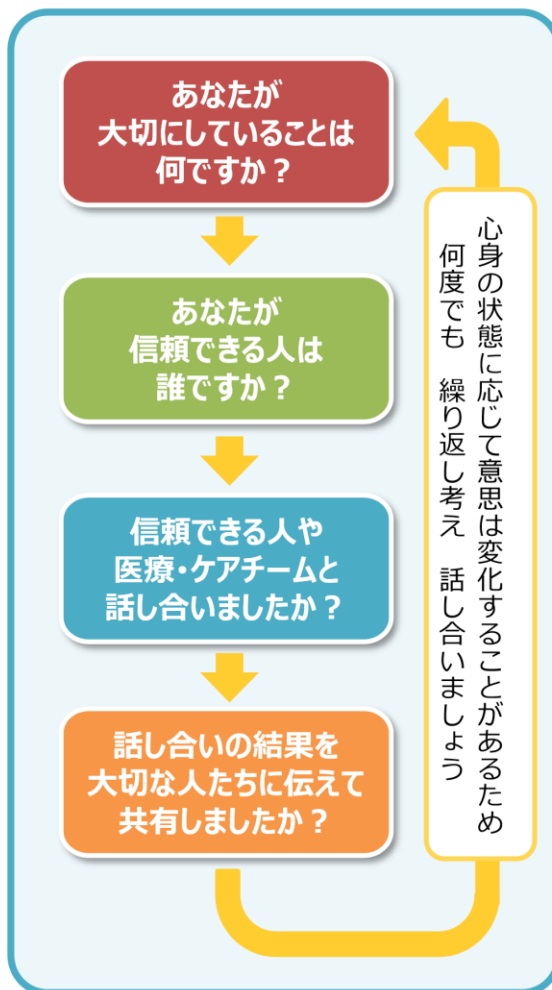 あなたが
大切にしていることは
何ですか？
あなたが
信頼できる人は
誰ですか？
信頼できる人や
医療・ケアチームと
話し合いましたか？
話し合いの結果を
大切な人たちに伝えて
共有しましたか？
心身の状態に応じて意思は変化することがあるため
何度でも　繰り返し考え　話し合いましょう